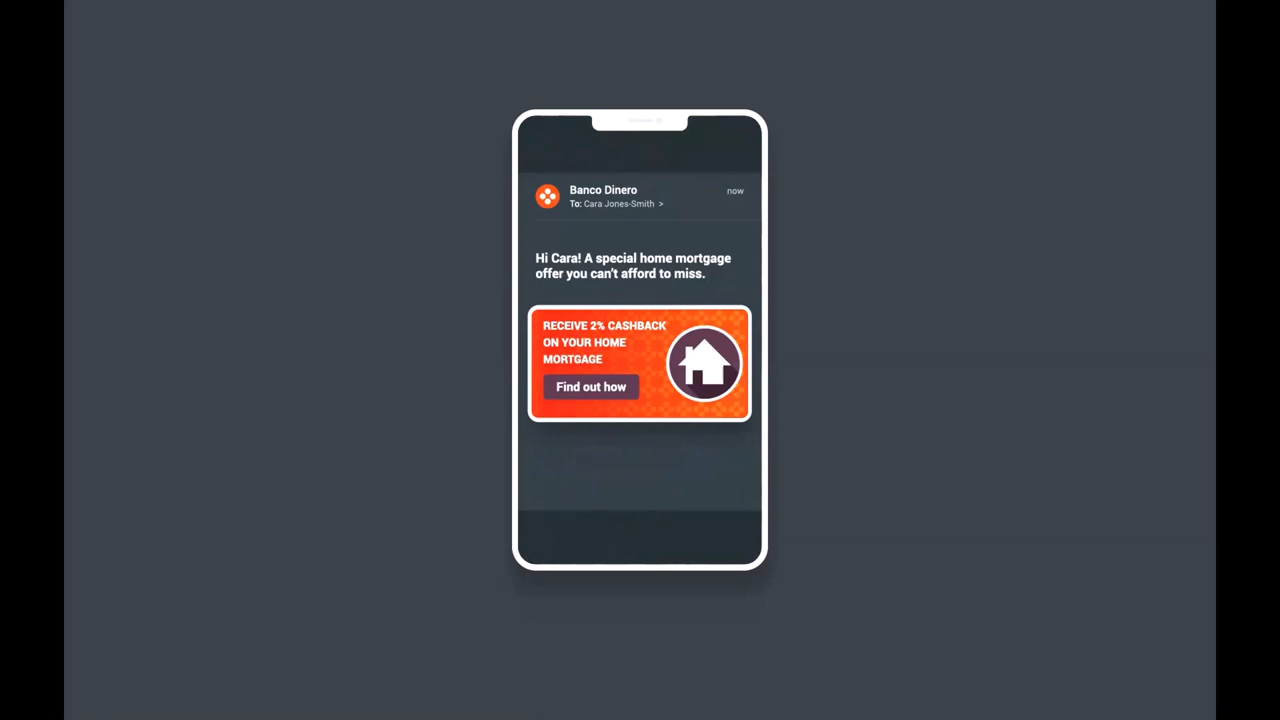 Banco Dinero
now
To: Cara Jones-Smith >
Hi Cara! A special home mortgage
offer you can't afford to miss.
RECEIVE 2% CASHBACK
ON YOUR HOME
MORTGAGE
Find out how